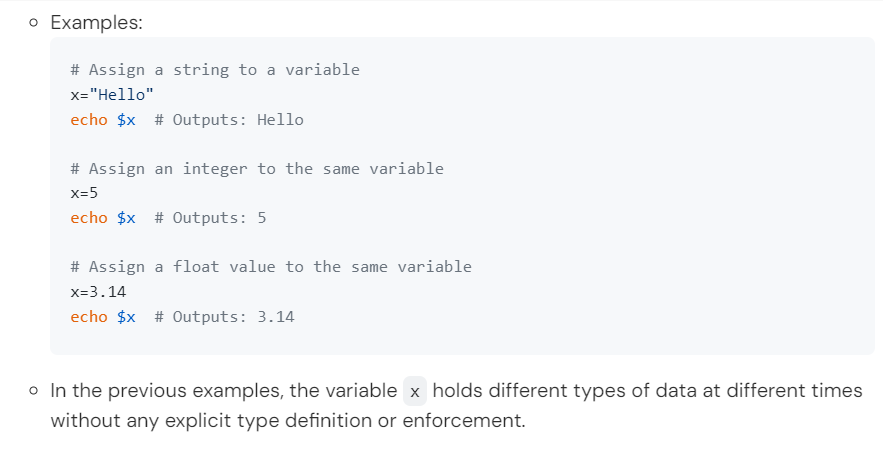 Examples:
# Assign a string to a variable
x="Hello"
echo $x  # Outputs: Hello
# Assign an integer to the same variable
x=5
echo $x  # Outputs: 5
# Assign a float value to the same variable
x=3.14
echo $x  # Outputs: 3.14
In the previous examples, the variable x holds different types of data at different times
without any explicit type definition or enforcement.